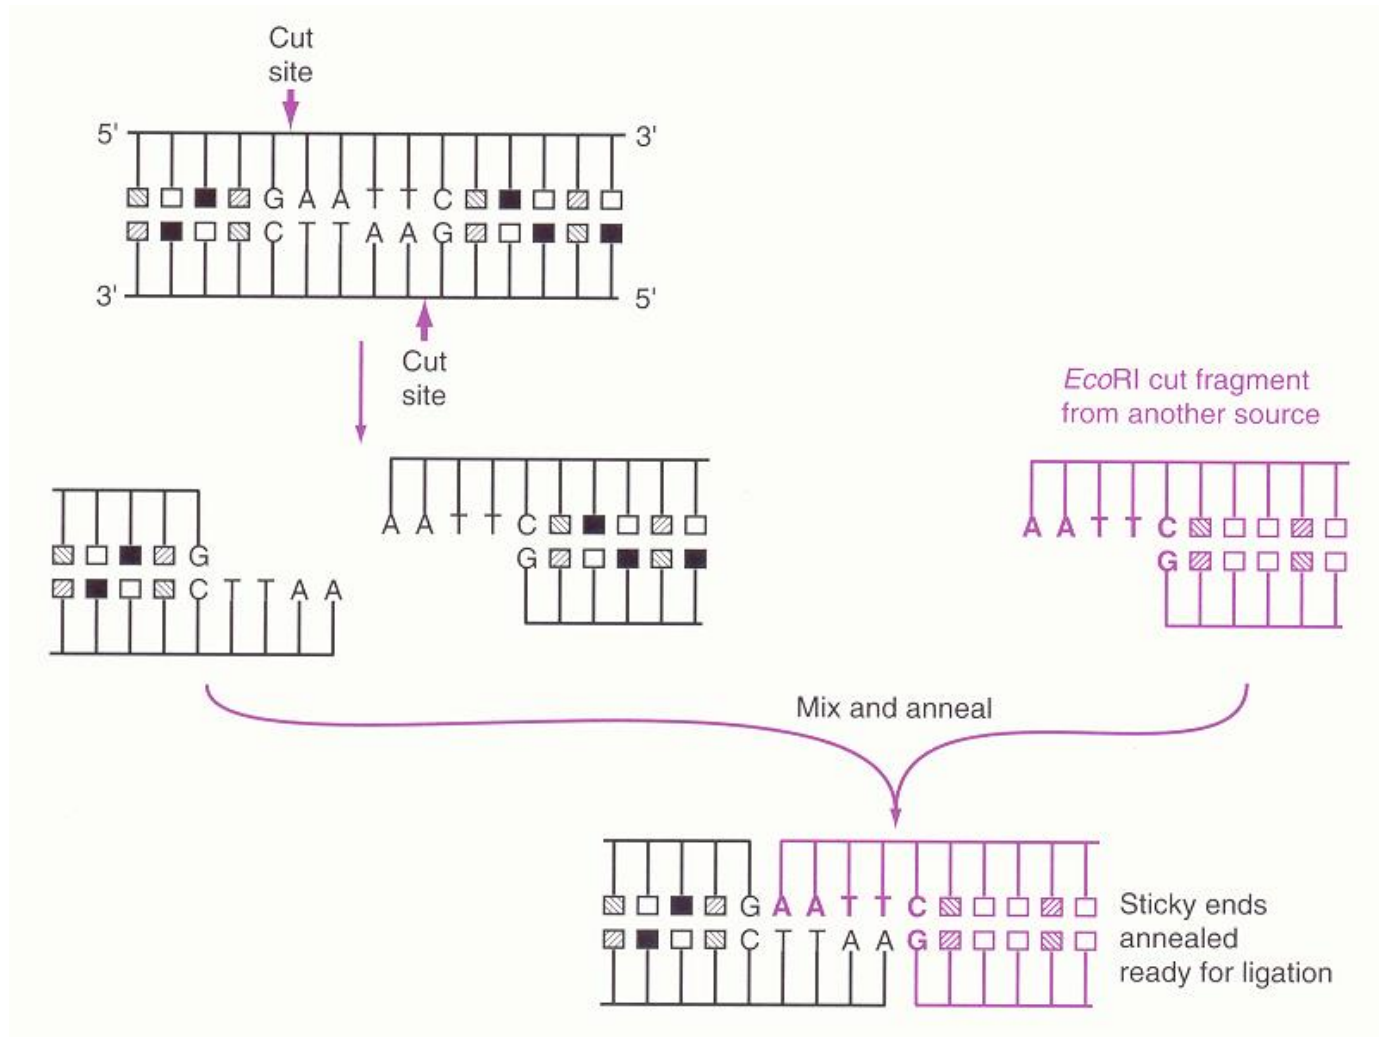 Cut
site
5' 3'
G A A T T C
C T T A A G
3' 5'
Cut
site
EcoRI cut fragment
from another source
A A T T C
A A T T C
G
G
G
C T T A A
Mix and anneal
G A A T T C
Sticky ends
C T T A A G
annealed
ready for ligation